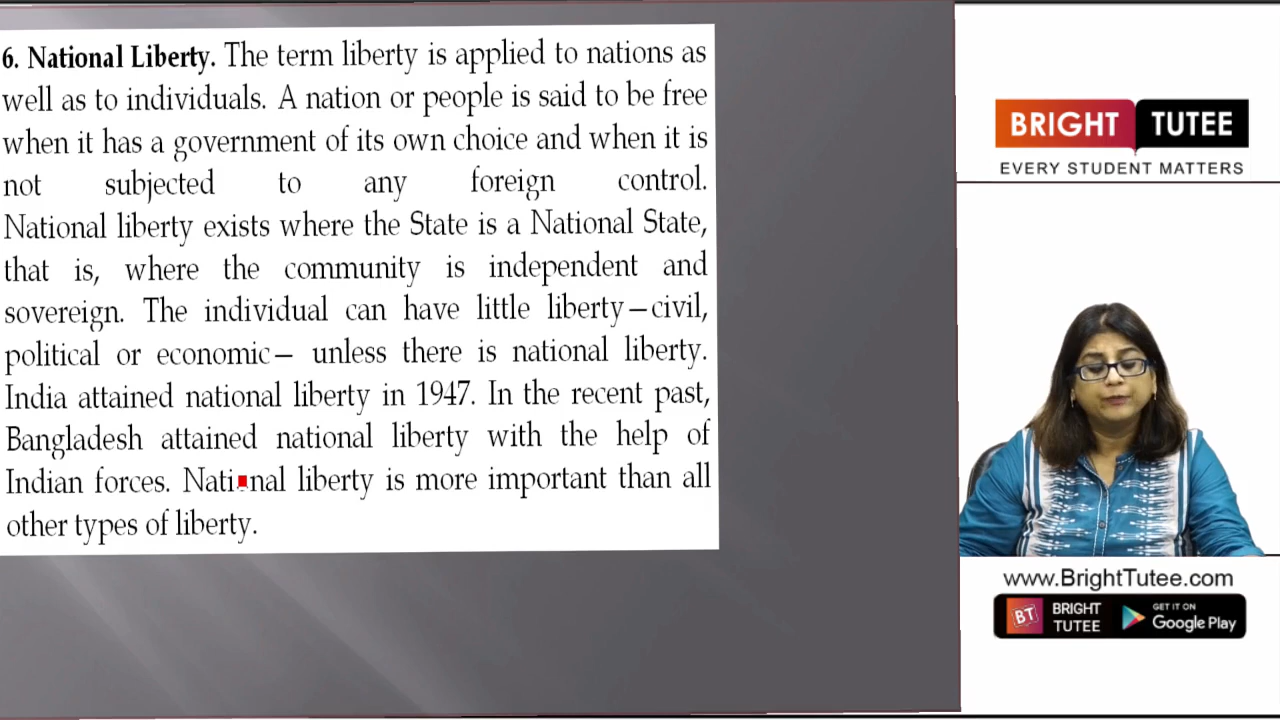 6. National Liberty. The term liberty is applied to nations as
well as to individuals. A nation or people is said to be free
when it has a government of its own choice and when it is
not subjected to any foreign control.
National liberty exists where the State is a National State,
that is, where the community is independent and
sovereign. The individual can have little liberty—civil,
political or economic— unless there is national liberty.
India attained national liberty in 1947. In the recent past,
Bangladesh attained national liberty with the help of
Indian forces. National liberty is more important than all
other types of liberty.
BRIGHT TUTEE
EVERY STUDENT MATTERS
www.BrightTutee.com
BT BRIGHT TUTEE
GET IT ON
Google Play